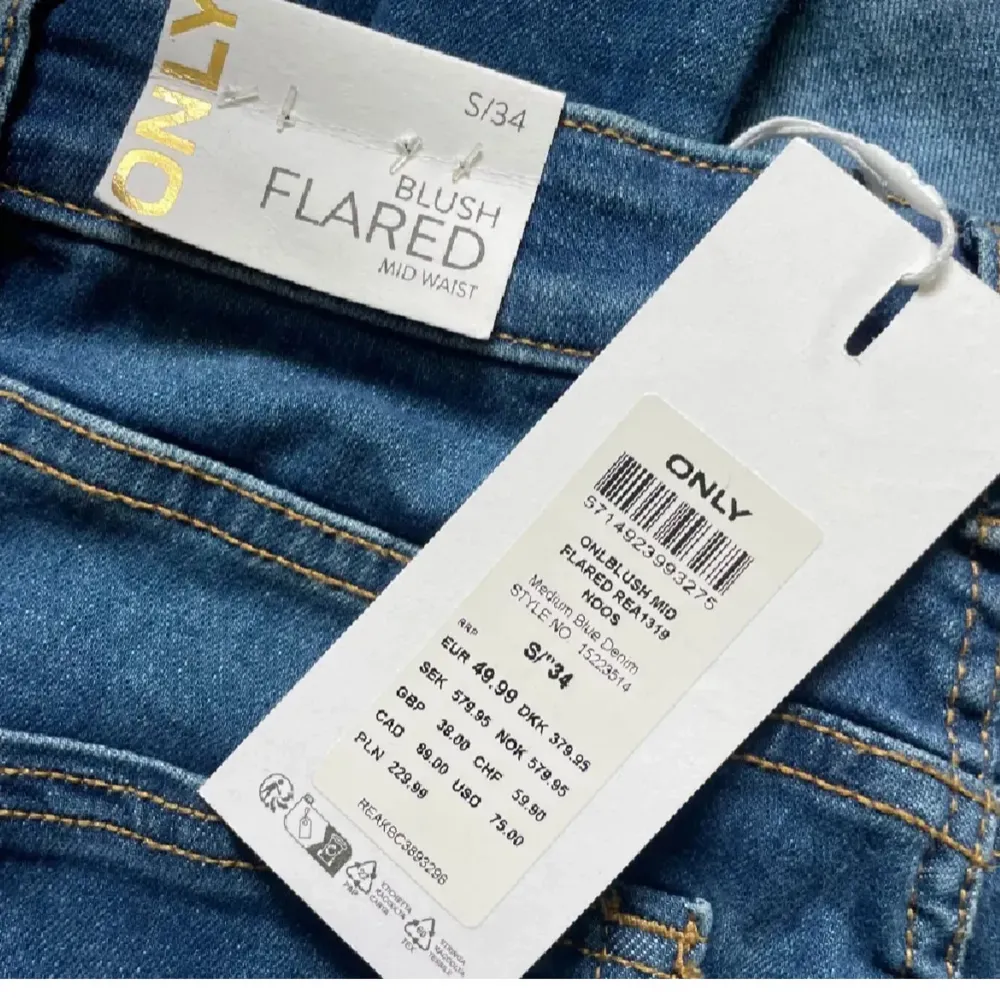 ONLY
S/34
BLUSH
FLARED
MID WAIST
ONLY
5714923993275
ONLBLUSH MID
FLARED REA1319
NOOS
Medium Blue Denim
STYLE NO. 15223514
S/"34
RRP
EUR 49.99 DKK 379.95
SEK 579.95 NOK 579.95
GBP 38.00 CHF 59.90
CAD 89.00 USD 75.00
PLN 229.99
PAP
TEX